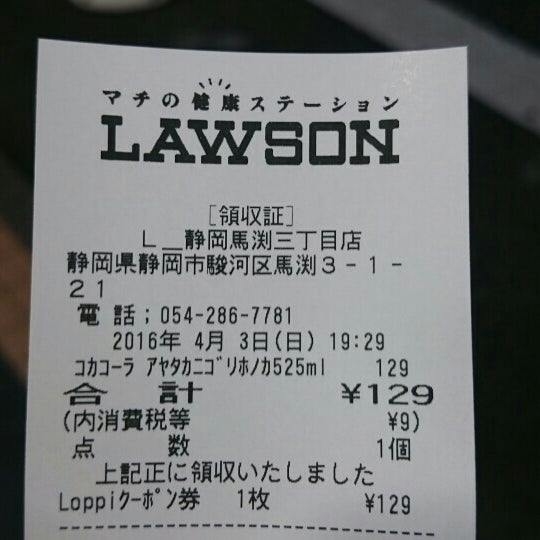 マチの健康ステーション
LAWSON
[領収証]
L＿静岡馬渕三丁目店
静岡県静岡市駿河区馬渕3-1-
21
電話;054-286-7781
2016年 4月 3日(日) 19:29
コカコーラ アヤタカニゴリホノカ525ml 129
合計 ¥129
(内消費税等 ¥9)
点数 1個
上記正に領収いたしました
Loppiクーポン券 1枚 ¥129